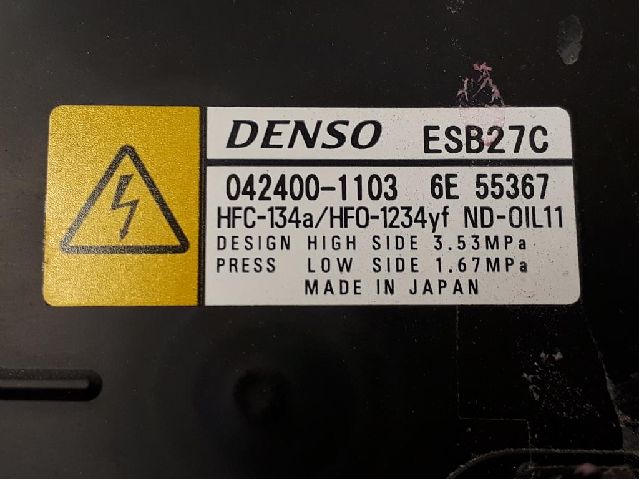 DENSO ESB27C
042400-1103 6E 55367
HFC-134a/HFO-1234yf ND-OIL11
DESIGN HIGH SIDE 3.53MPa
PRESS LOW SIDE 1.67MPa
MADE IN JAPAN